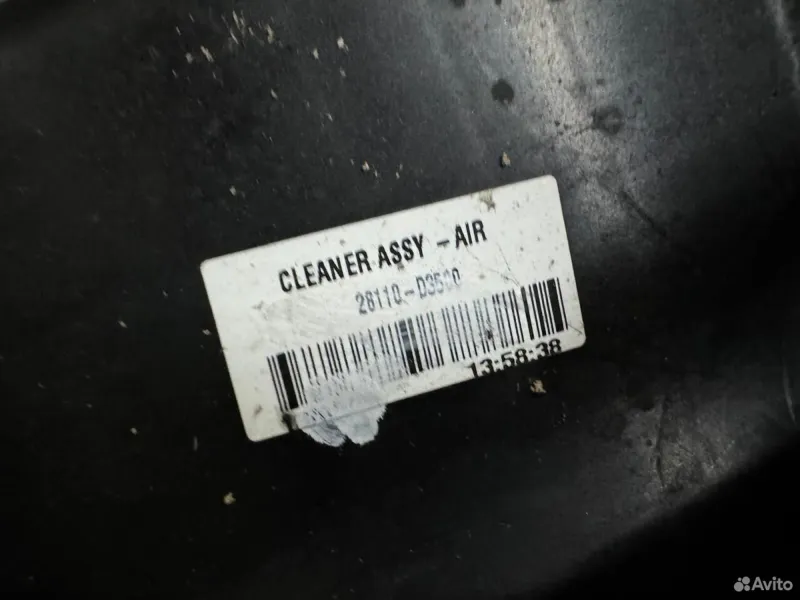 CLEANER ASSY -AIR
28110-D3500
13:58:38
Avito